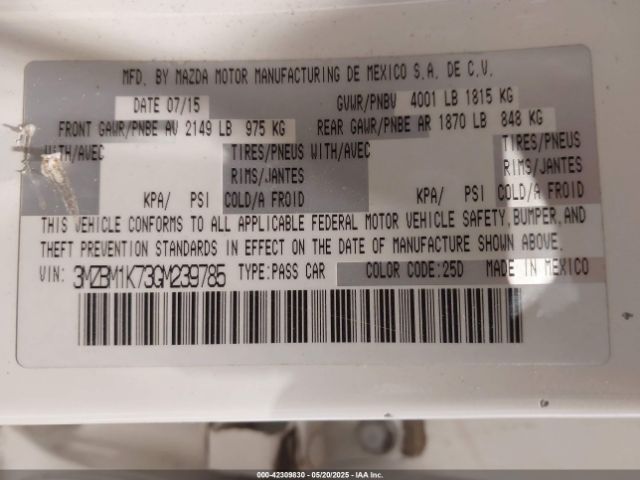 MFD. BY MAZDA MOTOR MANUFACTURING DE MEXICO S.A. DE C.V.
DATE 07/15 GVWR/PNBV 4001 LB 1815 KG
FRONT GAWR/PNBE AV 2149 LB 975 KG REAR GAWR/PNBE AR 1870 LB 848 KG
WITH/AVEC TIRES/PNEUS WITH/AVEC TIRES/PNEUS
RIMS/JANTES RIMS/JANTES
KPA/ PSI COLD/A FROID KPA/ PSI COLD/A FROID
THIS VEHICLE CONFORMS TO ALL APPLICABLE FEDERAL MOTOR VEHICLE SAFETY, BUMPER, AND
THEFT PREVENTION STANDARDS IN EFFECT ON THE DATE OF MANUFACTURE SHOWN ABOVE.
VIN: 3MZBM1K73GM239785 TYPE:PASS CAR COLOR CODE:25D MADE IN MEXICO
000-42309830 - 05/20/2025 - IAA Inc.